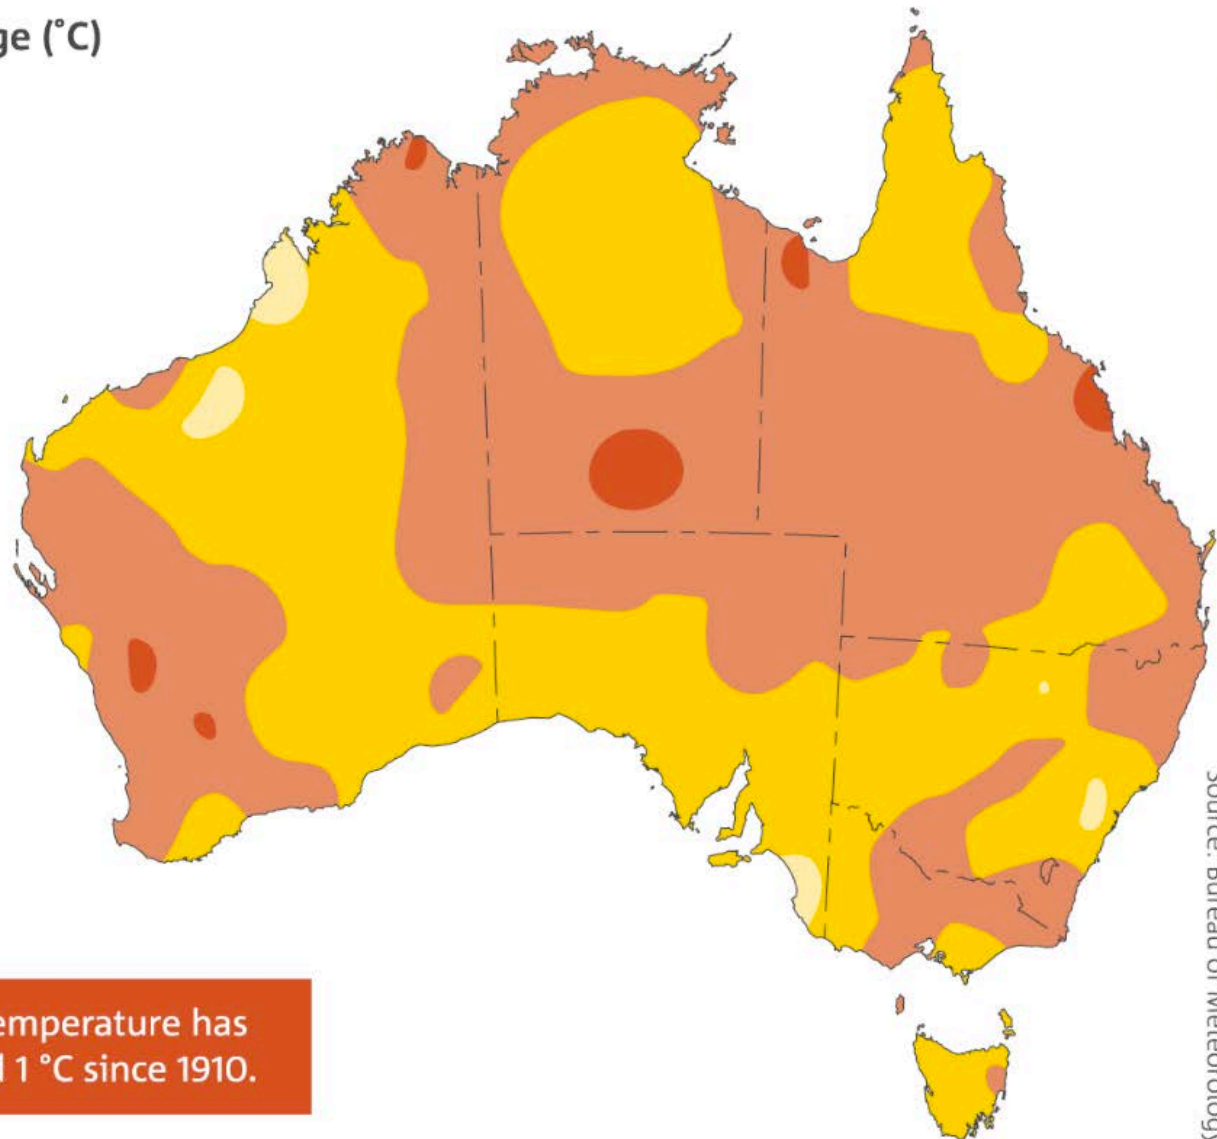 ge (°C)
emperature has
1 °C since 1910.
Source: Bureau of Meteorology